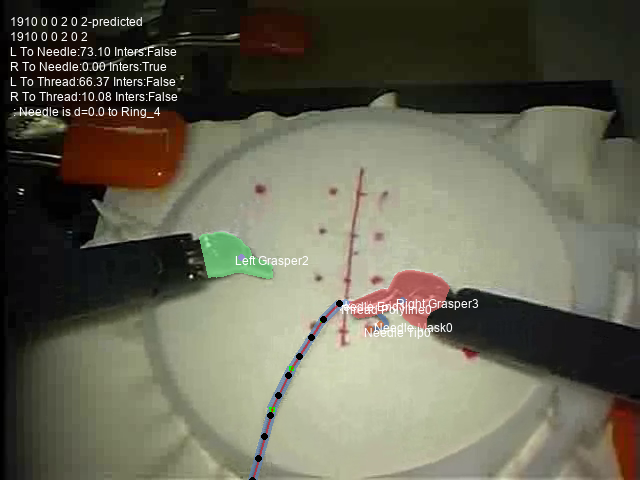 1910 0 0 2 0 2-predicted
1910 0 0 2 0 2
L To Needle:73.10 Inters:False
R To Needle:0.00 Inters:True
L To Thread:66.37 Inters:False
R To Thread:10.08 Inters:False
: Needle is d=0.0 to Ring_4
Left Grasper2
Right Grasper3
Thread Polyline0
Needle Mask0
Needle Tip0